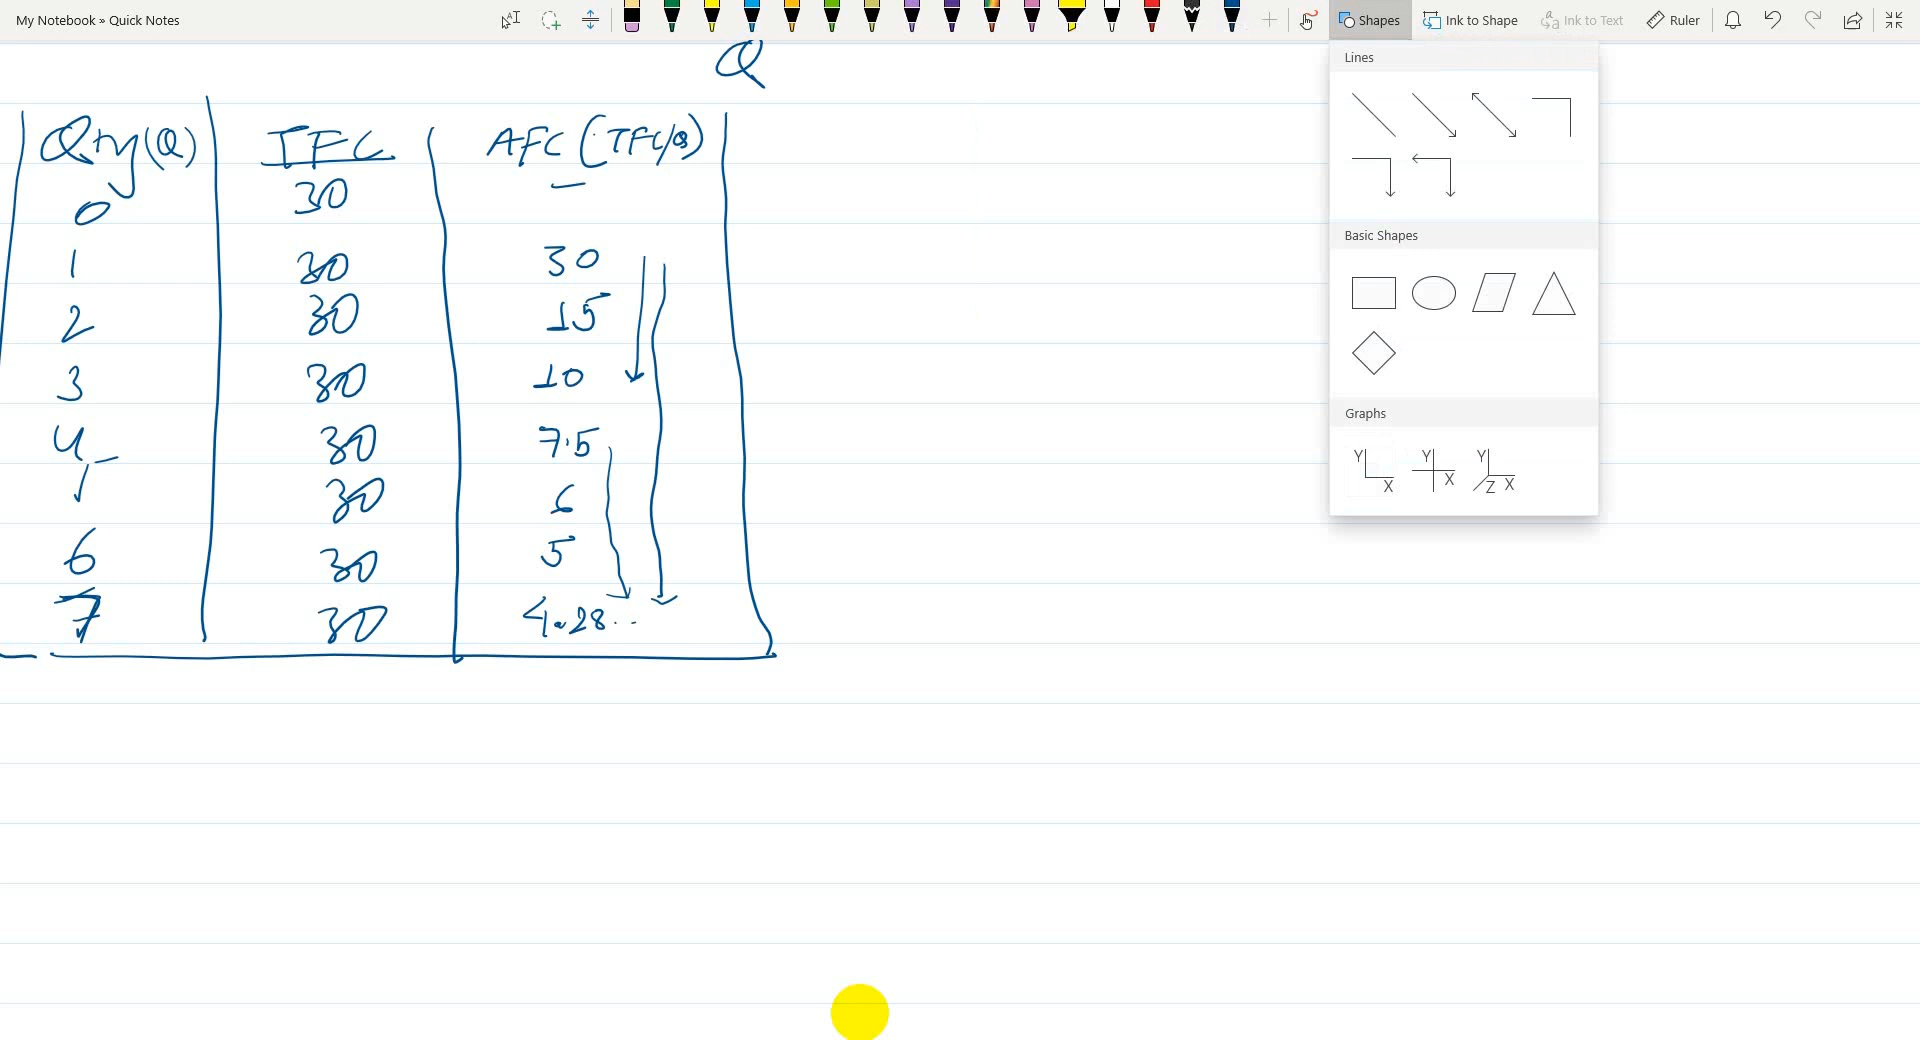 My Notebook » Quick Notes
Shapes Ink to Shape Ink to Text Ruler
Lines
Basic Shapes
Graphs
Y X Y X Y Z X
Q
Qty(Q) TFC AFC (TFC/Q)
0 30 –
1 30 30
2 30 15
3 30 10
4 30 7.5
5 30 6
6 30 5
7 30 4.28..